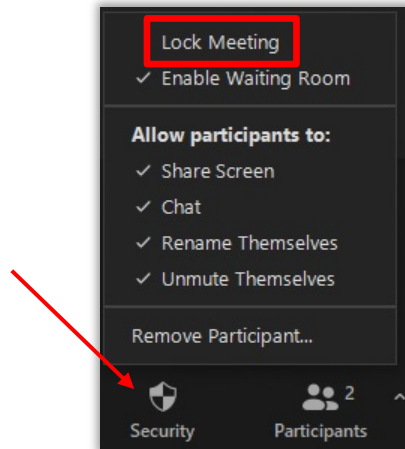 Lock Meeting
Enable Waiting Room
Allow participants to:
Share Screen
Chat
Rename Themselves
Unmute Themselves
Remove Participant...
2
Security Participants